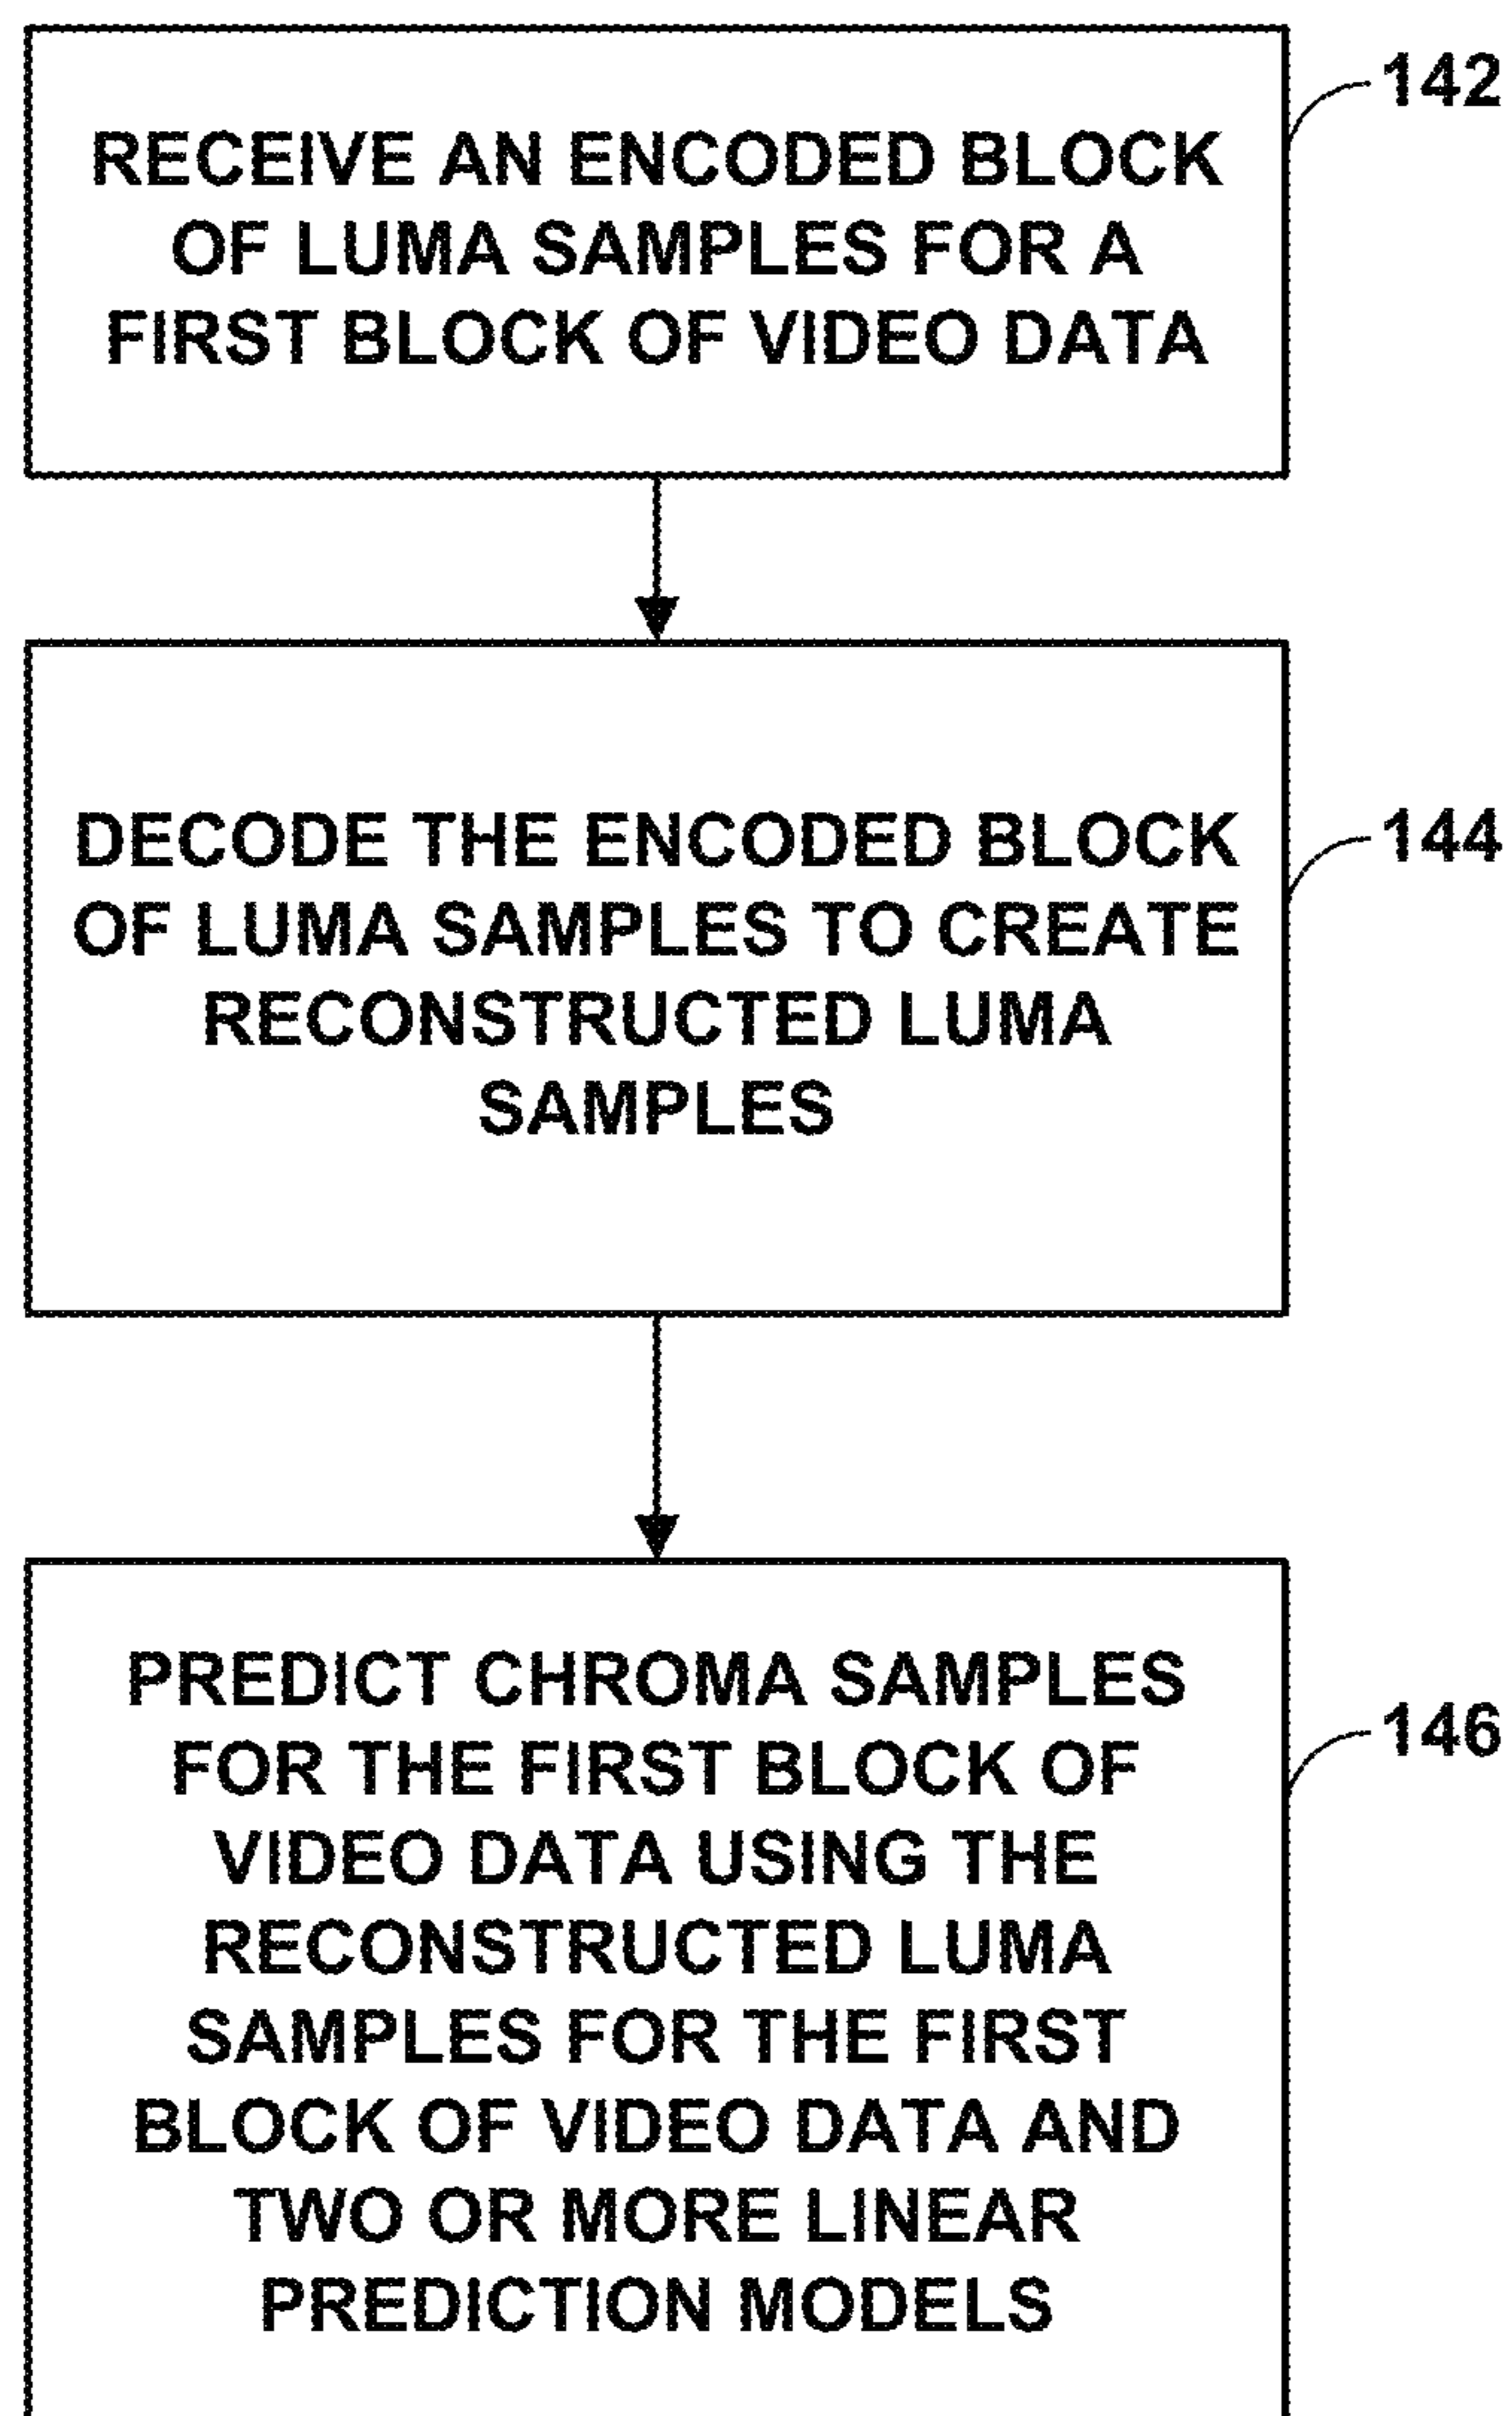 142
RECEIVE AN ENCODED BLOCK
OF LUMA SAMPLES FOR A
FIRST BLOCK OF VIDEO DATA
144
DECODE THE ENCODED BLOCK
OF LUMA SAMPLES TO CREATE
RECONSTRUCTED LUMA
SAMPLES
146
PREDICT CHROMA SAMPLES
FOR THE FIRST BLOCK OF
VIDEO DATA USING THE
RECONSTRUCTED LUMA
SAMPLES FOR THE FIRST
BLOCK OF VIDEO DATA AND
TWO OR MORE LINEAR
PREDICTION MODELS